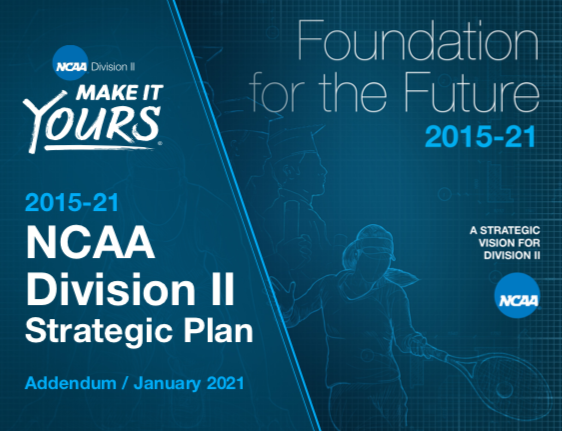 NCAA Division II
MAKE IT
YOURS®
2015-21
NCAA
Division II
Strategic Plan
Addendum / January 2021
Foundation
for the Future
2015-21
A STRATEGIC
VISION FOR
DIVISION II
NCAA